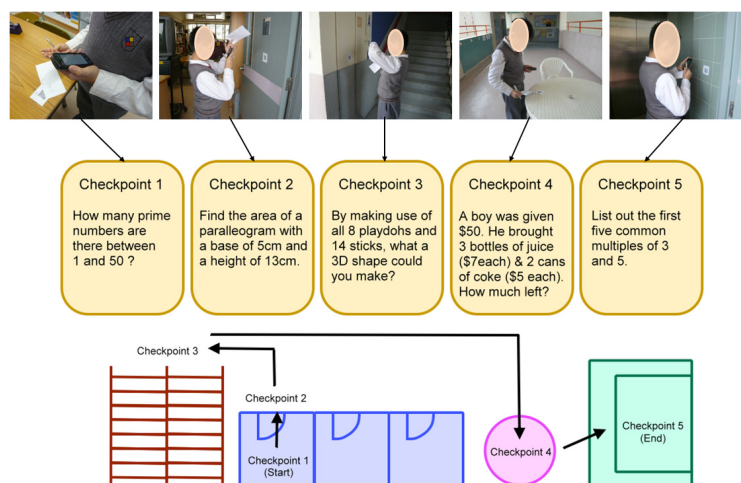 Checkpoint 1
How many prime
numbers are
there between
1 and 50 ?
Checkpoint 2
Find the area of a
paralleogram with
a base of 5cm and
a height of 13cm.
Checkpoint 3
By making use of
all 8 playdohs and
14 sticks, what a
3D shape could
you make?
Checkpoint 4
A boy was given
$50. He brought
3 bottles of juice
($7each) & 2 cans
of coke ($5 each).
How much left?
Checkpoint 5
List out the first
five common
multiples of 3
and 5.
Checkpoint 3
Checkpoint 2
Checkpoint 1
(Start)
Checkpoint 4
Checkpoint 5
(End)